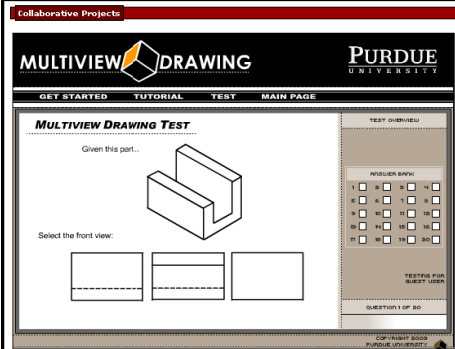 Collaborative Projects
MULTIVIEW DRAWING
PURDUE
UNIVERSITY
GET STARTED TUTORIAL TEST MAIN PAGE
MULTIVIEW DRAWING TEST
Given this part...
Select the front view:
TEST OVERVIEW
ANSWER BANK
1 2 3 4
5 6 7 8
9 10 11 12
13 14 15 16
17 18 19 20
TESTING FOR
GUEST USER
QUESTION 1 OF 20
COPYRIGHT 2003
PURDUE UNIVERSITY